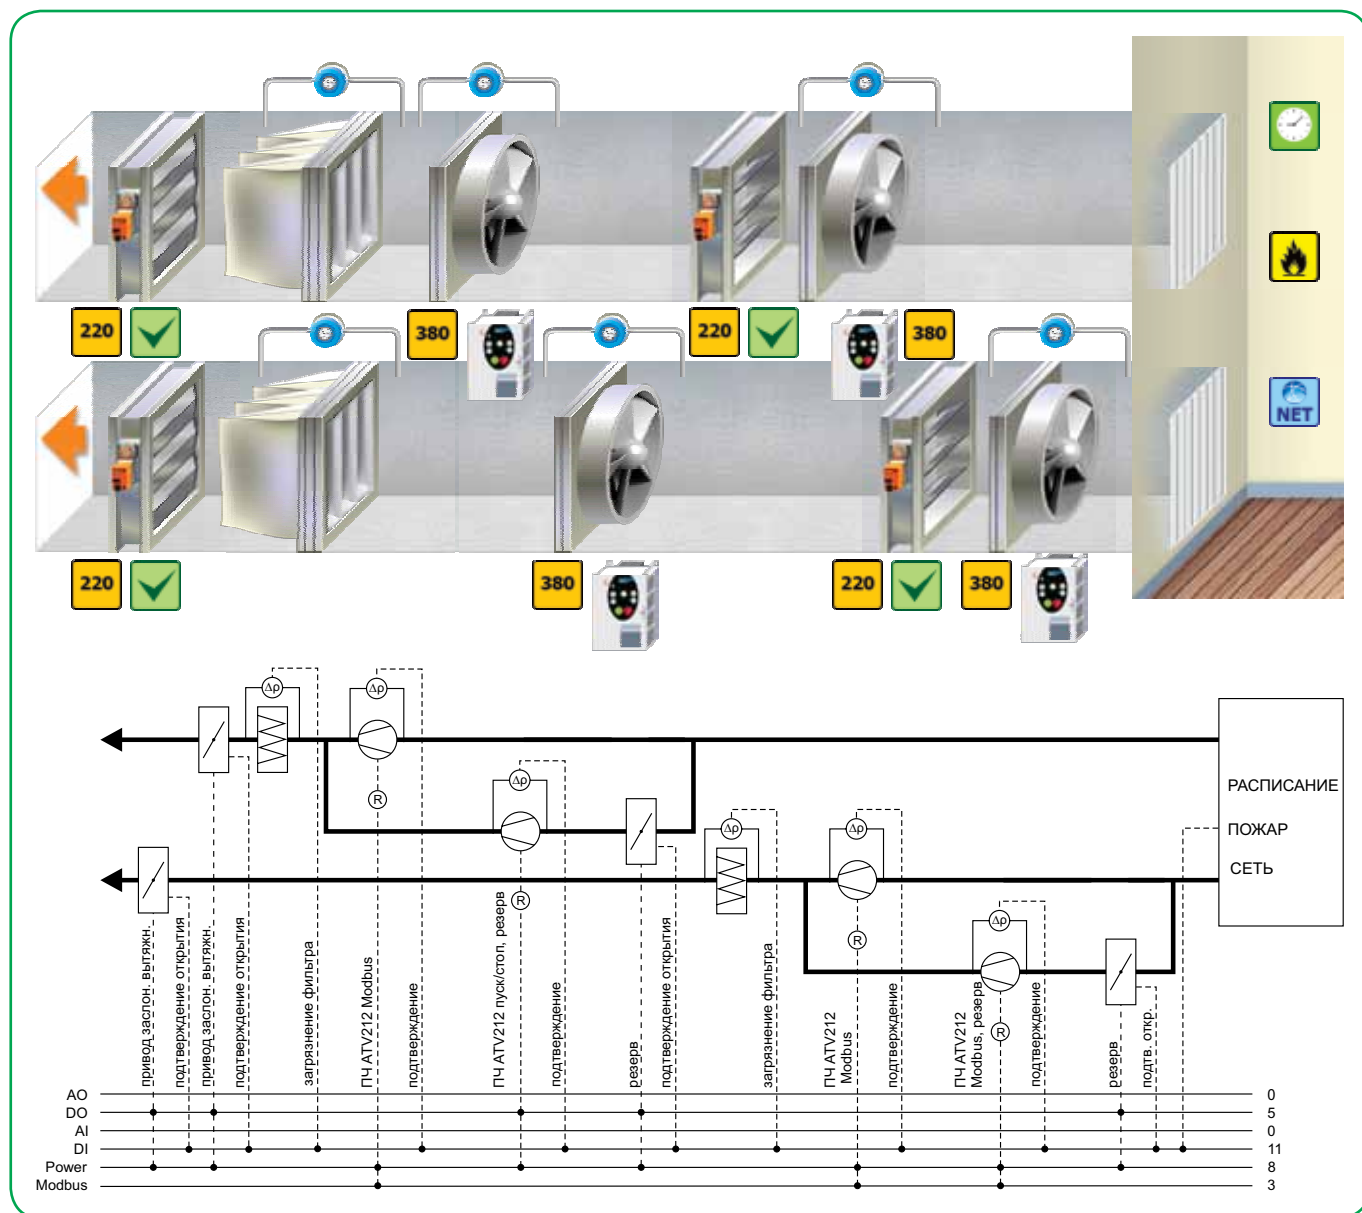 220
380
220
380
NET
220
380
220
380
Δρ
Δρ
R
Δρ
Δρ
Δρ
РАСПИСАНИЕ
ПОЖАР
СЕТЬ
R
R
Δρ
R
привод заслон. вытяжн.
подтверждение открытия
привод заслон. вытяжн.
подтверждение открытия
загрязнение фильтра
ПЧ ATV212 Modbus
подтверждение
ПЧ ATV212 пуск/стоп, резерв
подтверждение
резерв
подтверждение открытия
загрязнение фильтра
ПЧ ATV212
Modbus
подтверждение
ПЧ ATV212
Modbus, резерв
подтверждение
резерв
подтв. откр.
AO 0
DO 5
AI 0
DI 11
Power 8
Modbus 3